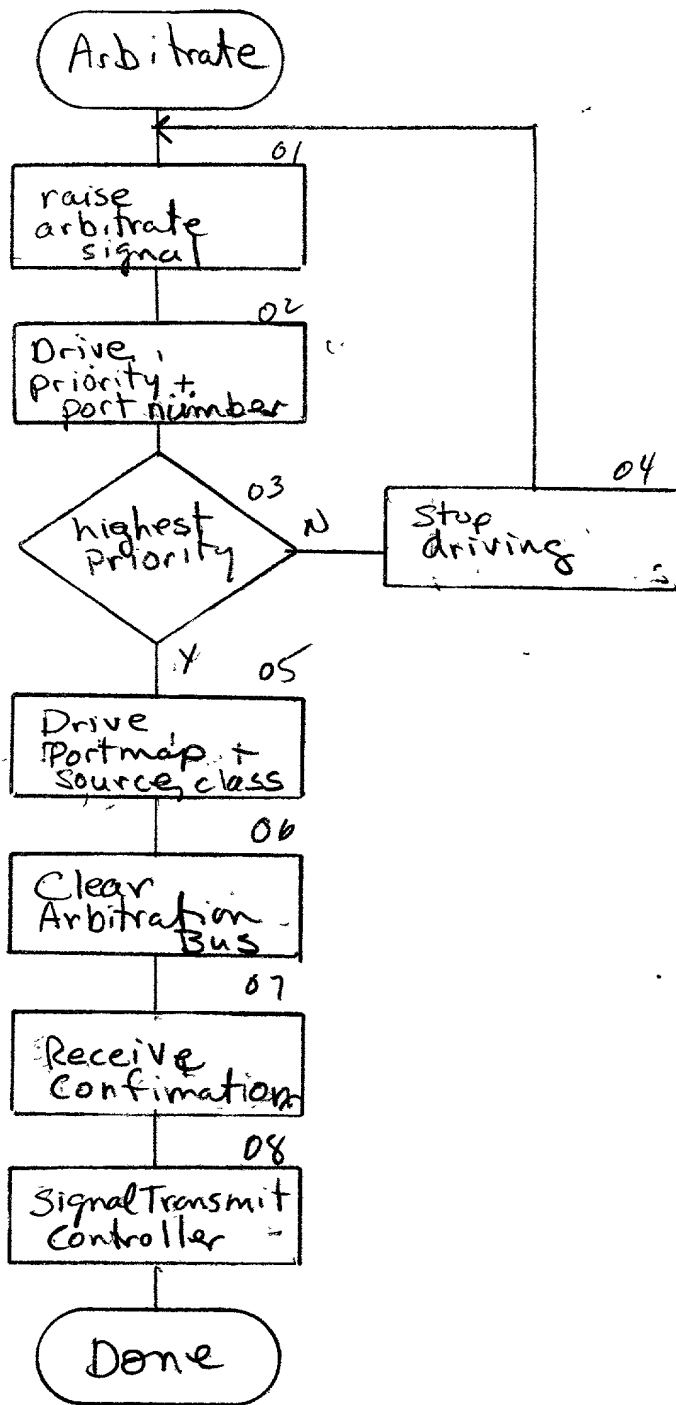 Arbitrate
01
raise
arbitrate
signal
02
Drive
priority +
port number
03
highest
priority
N
04
Stop
driving
Y
05
Drive
Portmap +
source, class
06
Clear
Arbitration
Bus
07
Receive
Confimation
08
Signal Transmit
Controller
Done